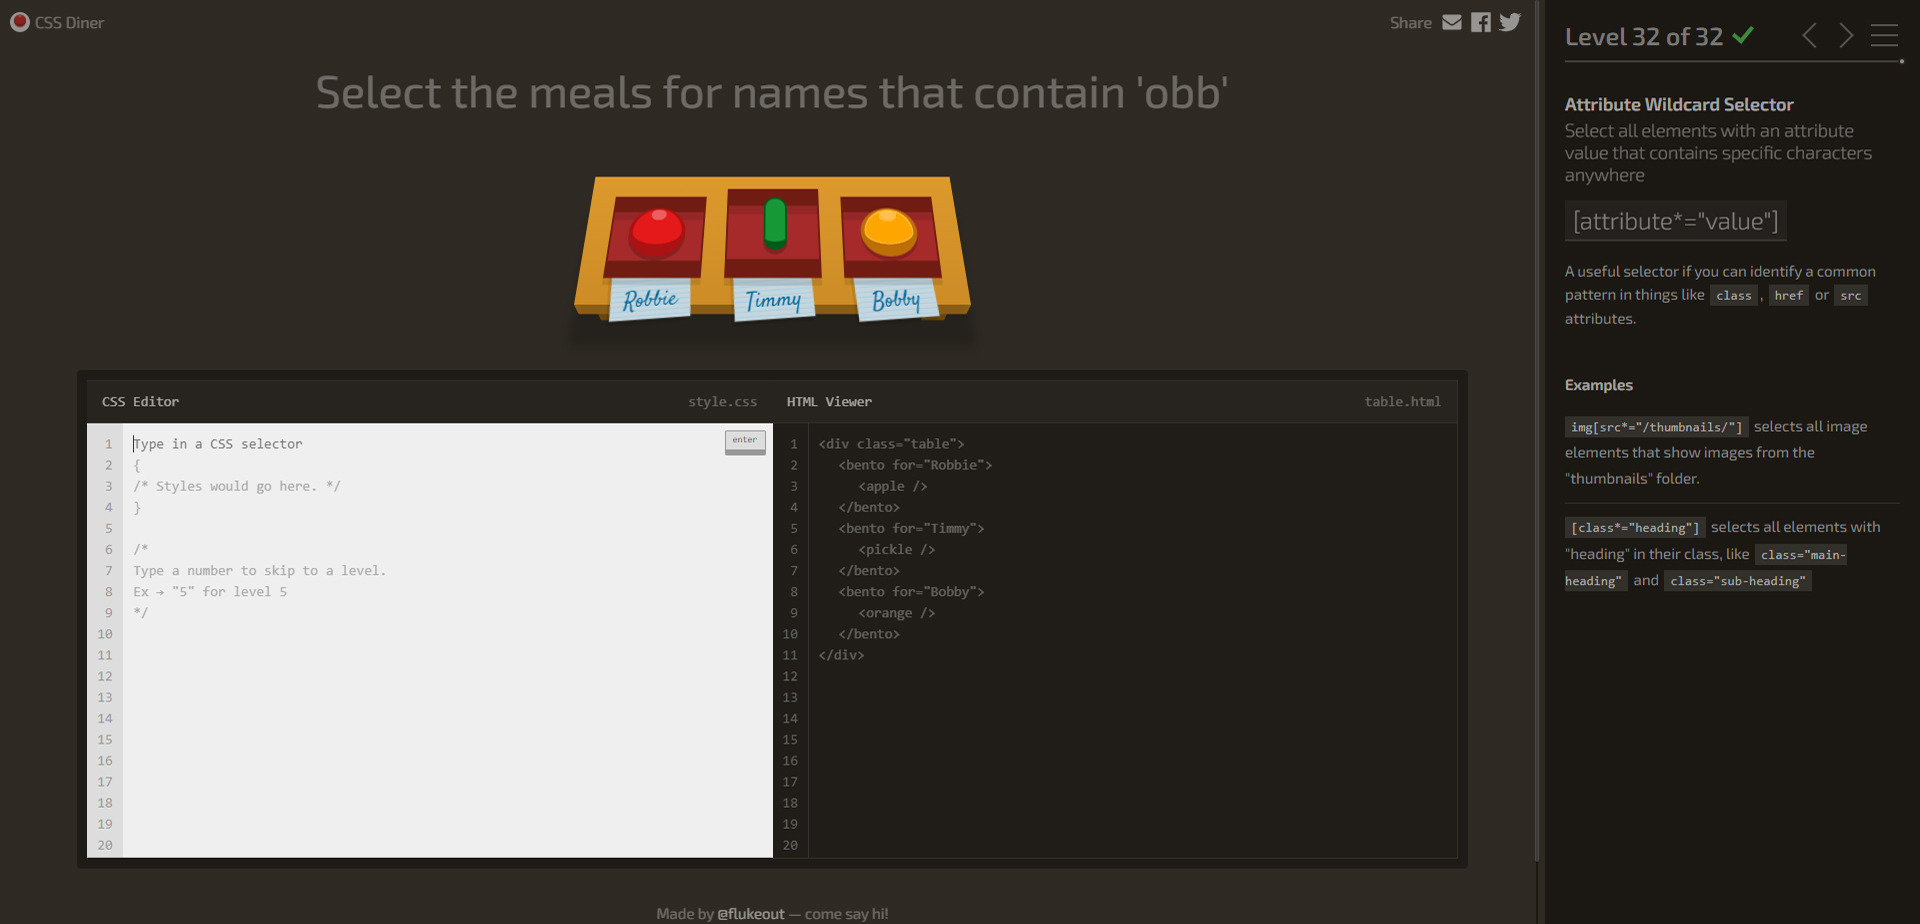 CSS Diner
Share
Select the meals for names that contain 'obb'
Robbie
Timmy
Bobby
CSS Editor
style.css
1 Type in a CSS selector
enter
2 {
3 /* Styles would go here. */
4 }
5
6 /*
7 Type a number to skip to a level.
8 Ex → "5" for level 5
9 */
10
11
12
13
14
15
16
17
18
19
20
HTML Viewer
table.html
1 <div class="table">
2 <bento for="Robbie">
3 <apple />
4 </bento>
5 <bento for="Timmy">
6 <pickle />
7 </bento>
8 <bento for="Bobby">
9 <orange />
10 </bento>
11 </div>
12
13
14
15
16
17
18
19
20
Made by @flukeout — come say hi!
Level 32 of 32
Attribute Wildcard Selector
Select all elements with an attribute
value that contains specific characters
anywhere
[attribute*="value"]
A useful selector if you can identify a common
pattern in things like class , href or src
attributes.
Examples
img[src*="/thumbnails/"] selects all image
elements that show images from the
"thumbnails" folder.
[class*="heading"] selects all elements with
"heading" in their class, like class="main-
heading" and class="sub-heading"